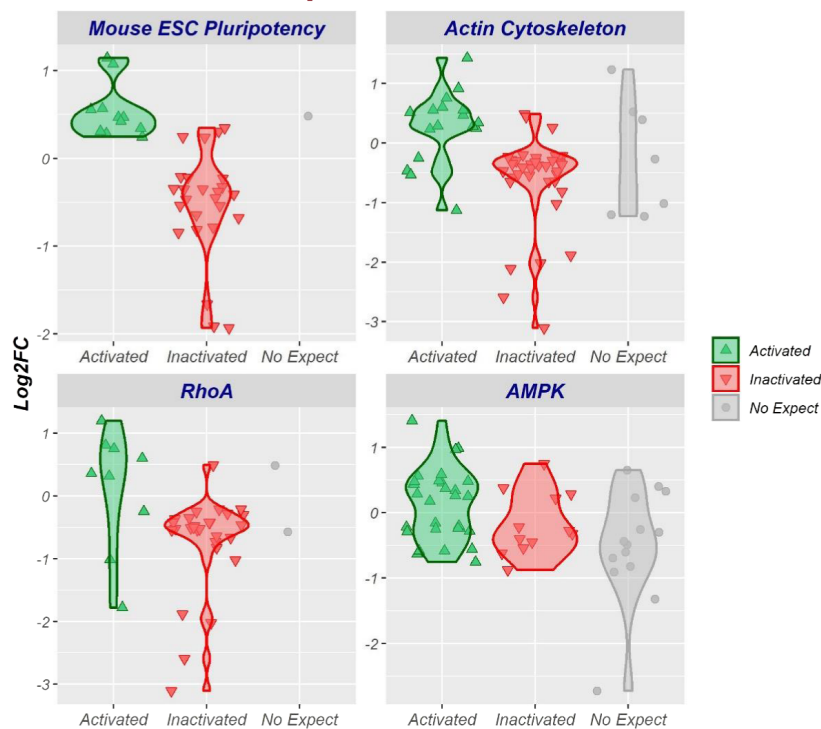 Mouse ESC Pluripotency
Actin Cytoskeleton
1
0
-1
-2
1
0
-1
-2
-3
Activated Inactivated No Expect
Activated Inactivated No Expect
Log2FC
Activated
Inactivated
No Expect
RhoA
AMPK
1
0
-1
-2
-3
1
0
-1
-2
Activated Inactivated No Expect
Activated Inactivated No Expect